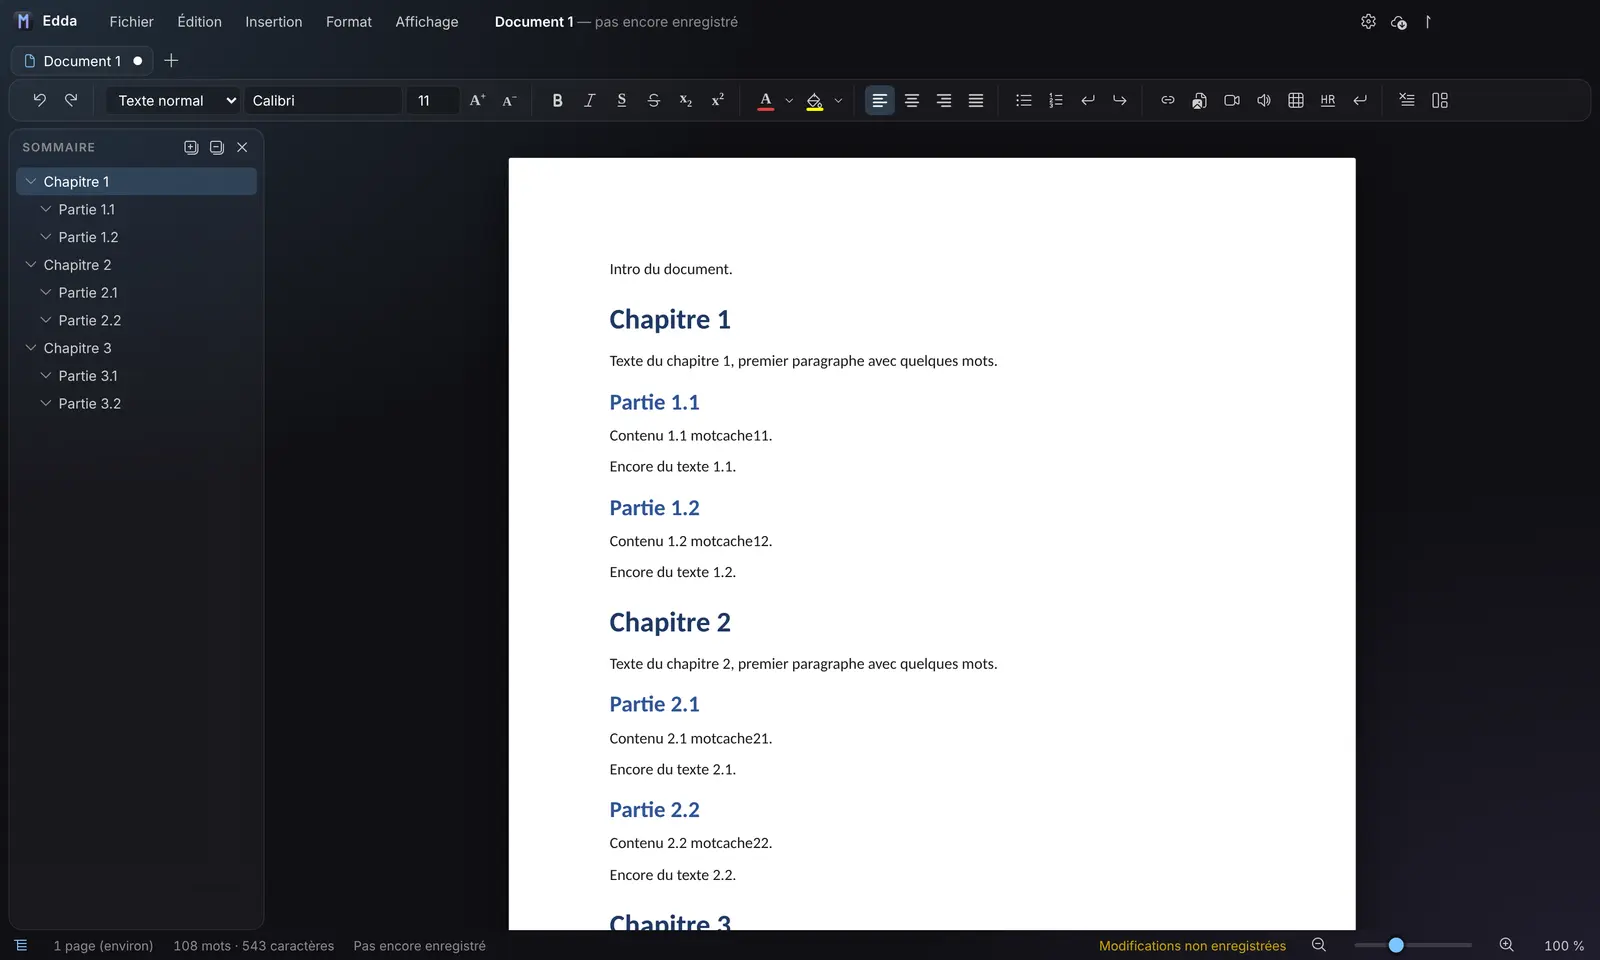 Edda Fichier Édition Insertion Format Affichage Document 1 — pas encore enregistré
Document 1
Texte normal Calibri 11 A+ A− B I S S x2 x2 A HR
SOMMAIRE
Chapitre 1
Partie 1.1
Partie 1.2
Chapitre 2
Partie 2.1
Partie 2.2
Chapitre 3
Partie 3.1
Partie 3.2
Intro du document.
Chapitre 1
Texte du chapitre 1, premier paragraphe avec quelques mots.
Partie 1.1
Contenu 1.1 motcache11.
Encore du texte 1.1.
Partie 1.2
Contenu 1.2 motcache12.
Encore du texte 1.2.
Chapitre 2
Texte du chapitre 2, premier paragraphe avec quelques mots.
Partie 2.1
Contenu 2.1 motcache21.
Encore du texte 2.1.
Partie 2.2
Contenu 2.2 motcache22.
Encore du texte 2.2.
Chapitre 3
1 page (environ) 108 mots · 543 caractères Pas encore enregistré Modifications non enregistrées 100 %